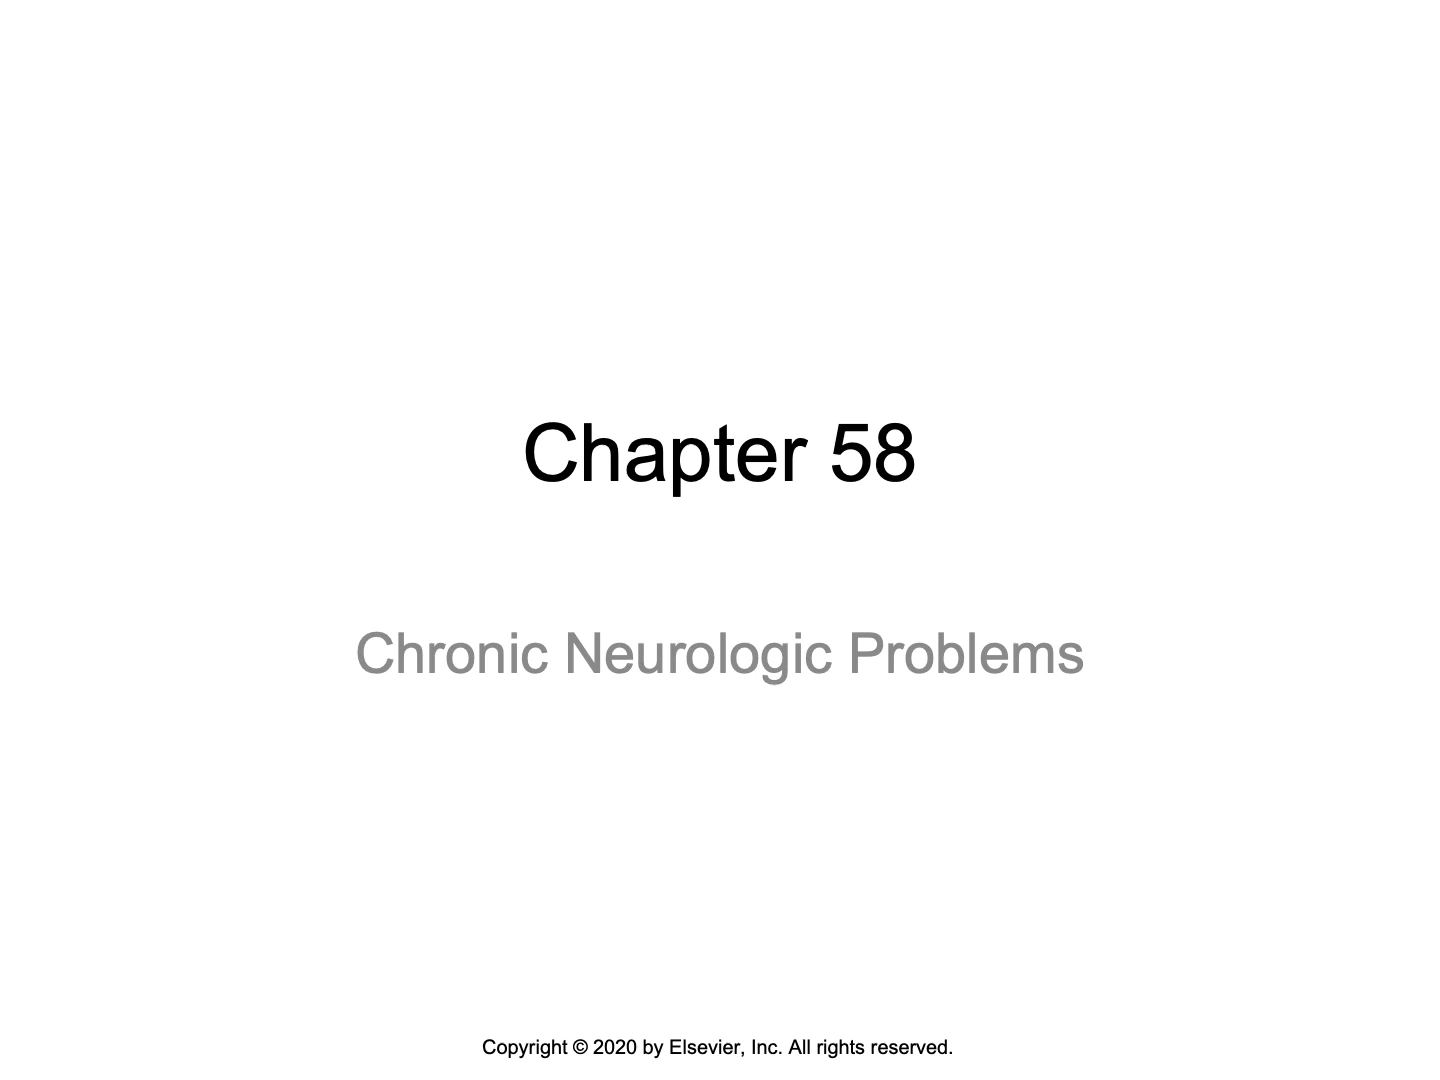 Chapter 58
Chronic Neurologic Problems
Copyright © 2020 by Elsevier, Inc. All rights reserved.